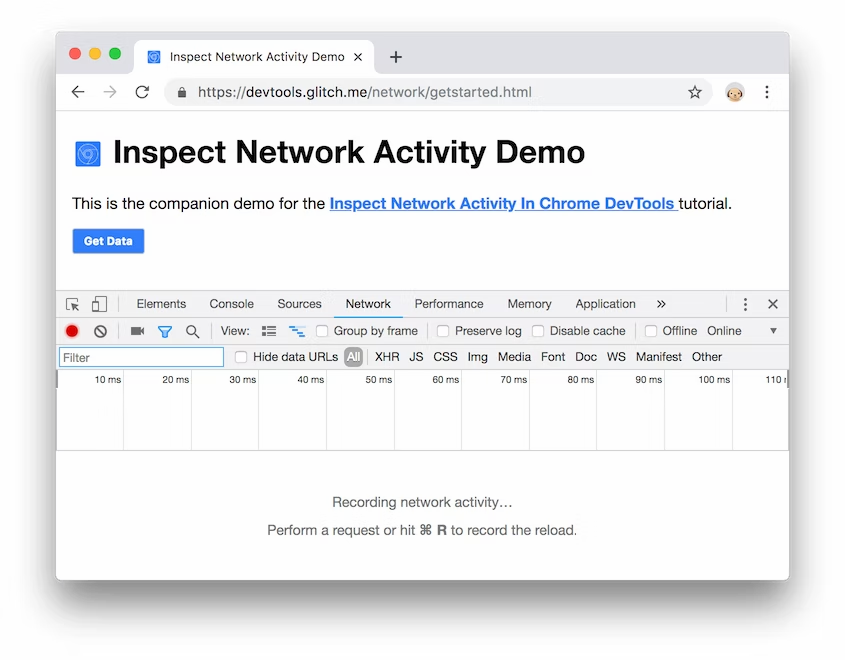 Inspect Network Activity Demo
https://devtools.glitch.me/network/getstarted.html
Inspect Network Activity Demo
This is the companion demo for the Inspect Network Activity In Chrome DevTools tutorial.
Get Data
Elements Console Sources Network Performance Memory Application
View: Group by frame Preserve log Disable cache Offline Online
Filter Hide data URLs All XHR JS CSS Img Media Font Doc WS Manifest Other
10 ms 20 ms 30 ms 40 ms 50 ms 60 ms 70 ms 80 ms 90 ms 100 ms 110
Recording network activity…
Perform a request or hit ⌘ R to record the reload.